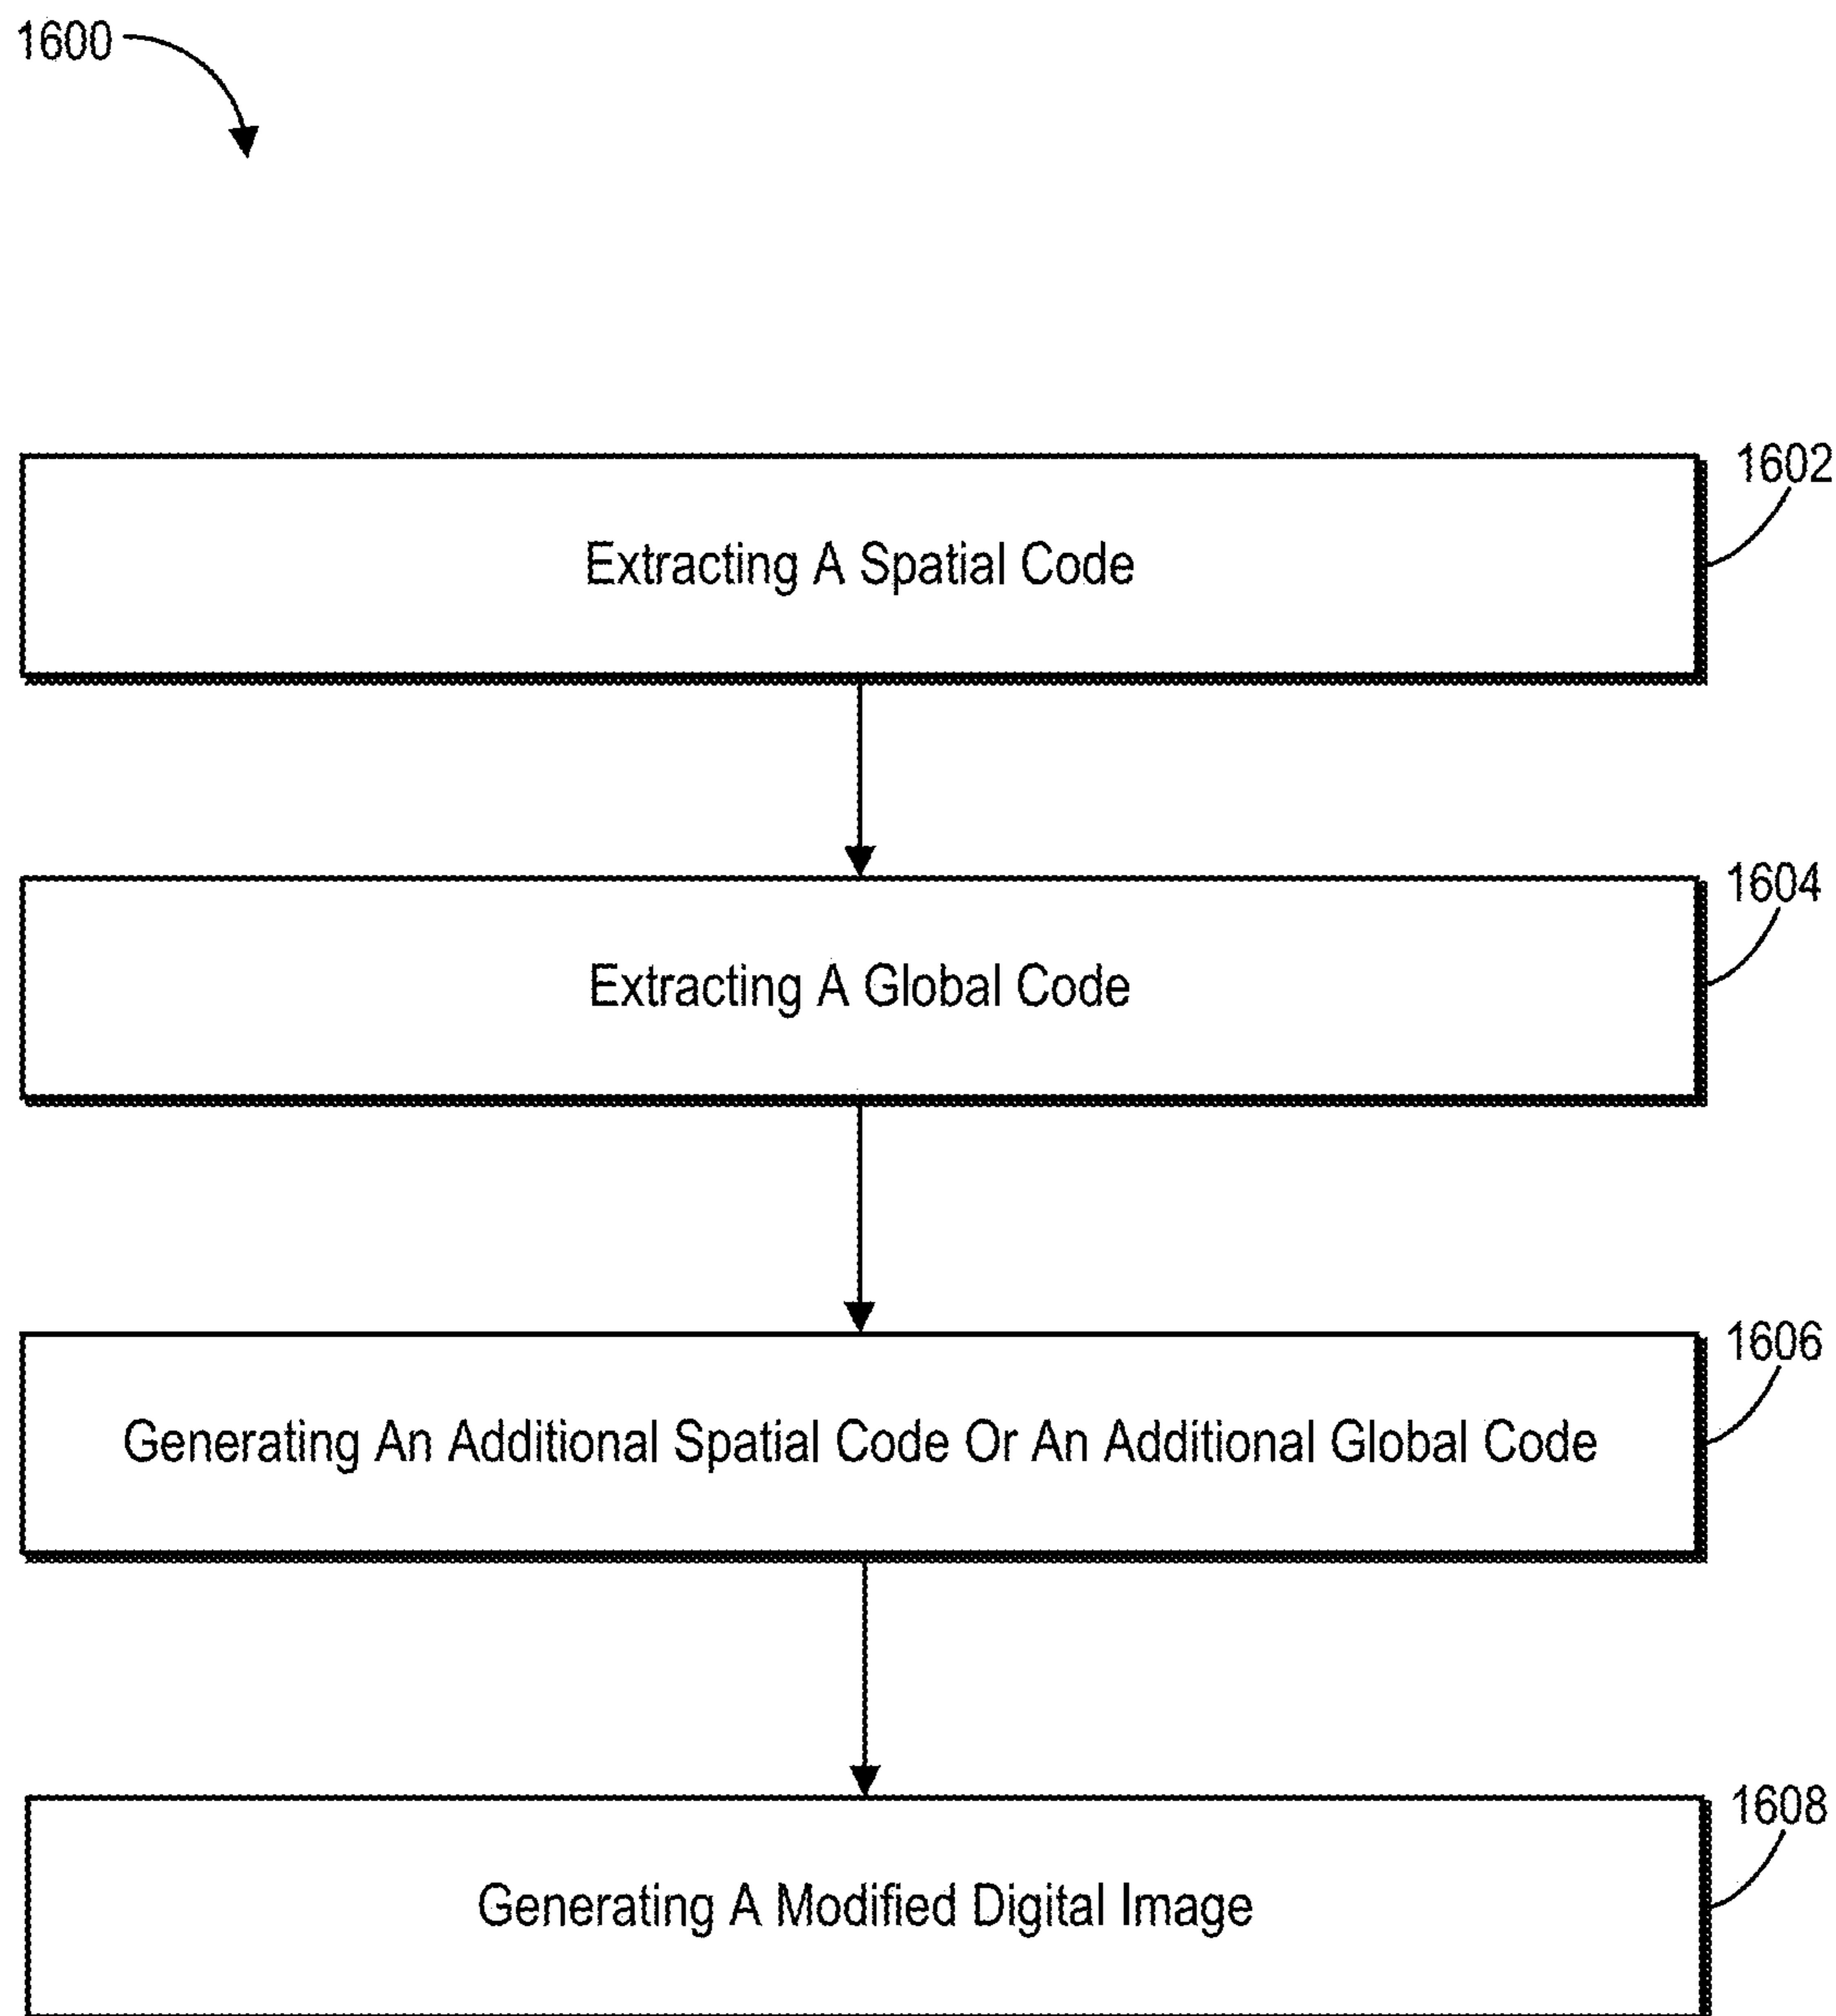 1600
1602
Extracting A Spatial Code
1604
Extracting A Global Code
1606
Generating An Additional Spatial Code Or An Additional Global Code
1608
Generating A Modified Digital Image